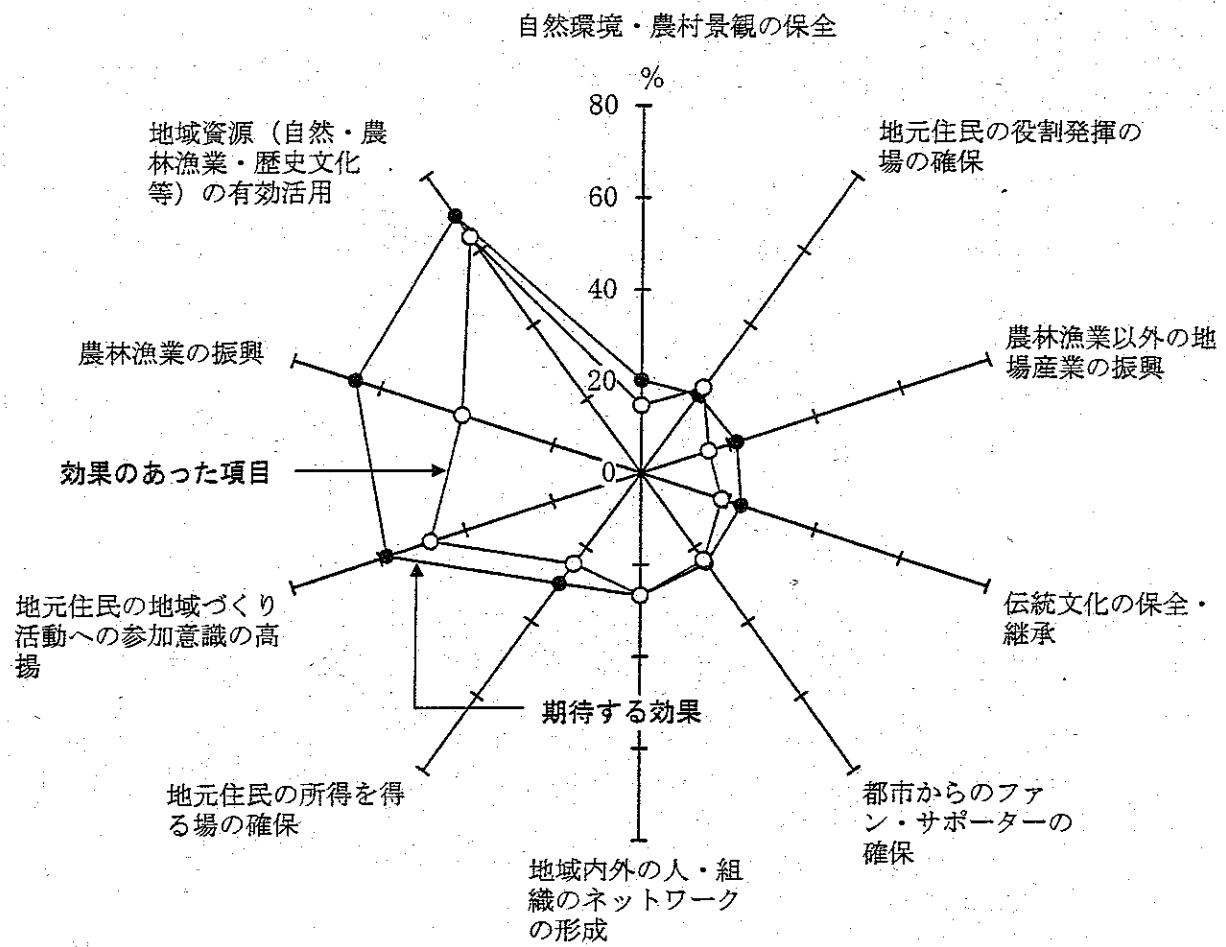 自然環境・農村景観の保全
%
80
60
40
20
0
地元住民の役割発揮の
場の確保
農林漁業以外の地
場産業の振興
伝統文化の保全・
継承
都市からのファ
ン・サポーターの
確保
地域内外の人・組
織のネットワーク
の形成
地元住民の所得を得
る場の確保
地元住民の地域づくり
活動への参加意識の高
揚
農林漁業の振興
地域資源（自然・農
林漁業・歴史文化
等）の有効活用
効果のあった項目
期待する効果